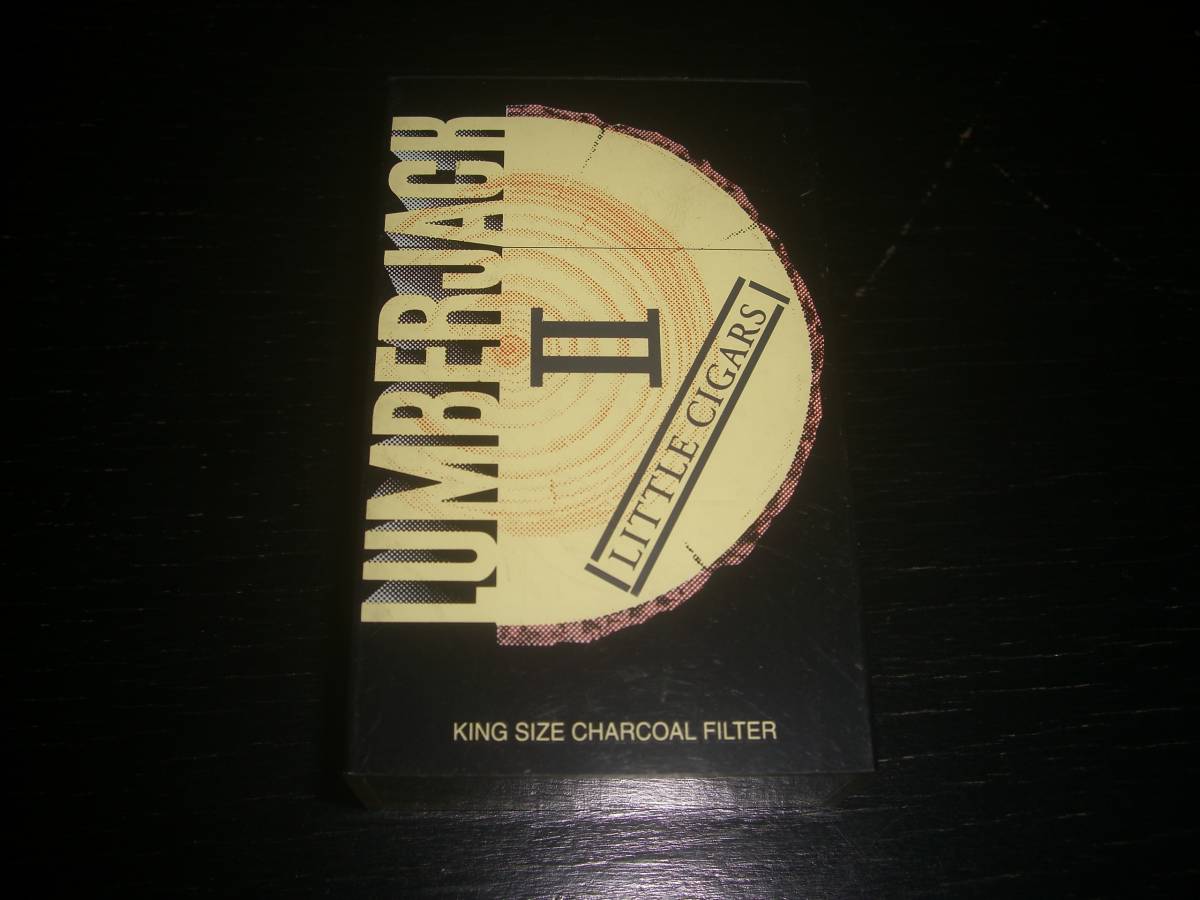 LUMBERJACK
II
LITTLE CIGARS
KING SIZE CHARCOAL FILTER